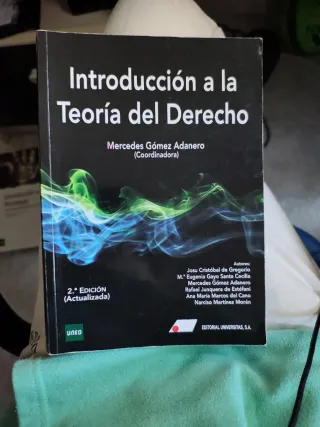 Introducción a la
Teoría del Derecho
Mercedes Gómez Adanero
(Coordinadora)
Autores:
Josu Cristóbal de Gregorio
M.ª Eugenia Gayo Santa Cecilia
Mercedes Gómez Adanero
Rafael Junquera de Estéfani
Ana María Marcos del Cano
Narciso Martínez Morán
2.ª EDICIÓN
(Actualizada)
UNED
EDITORIAL UNIVERSITAS, S.A.